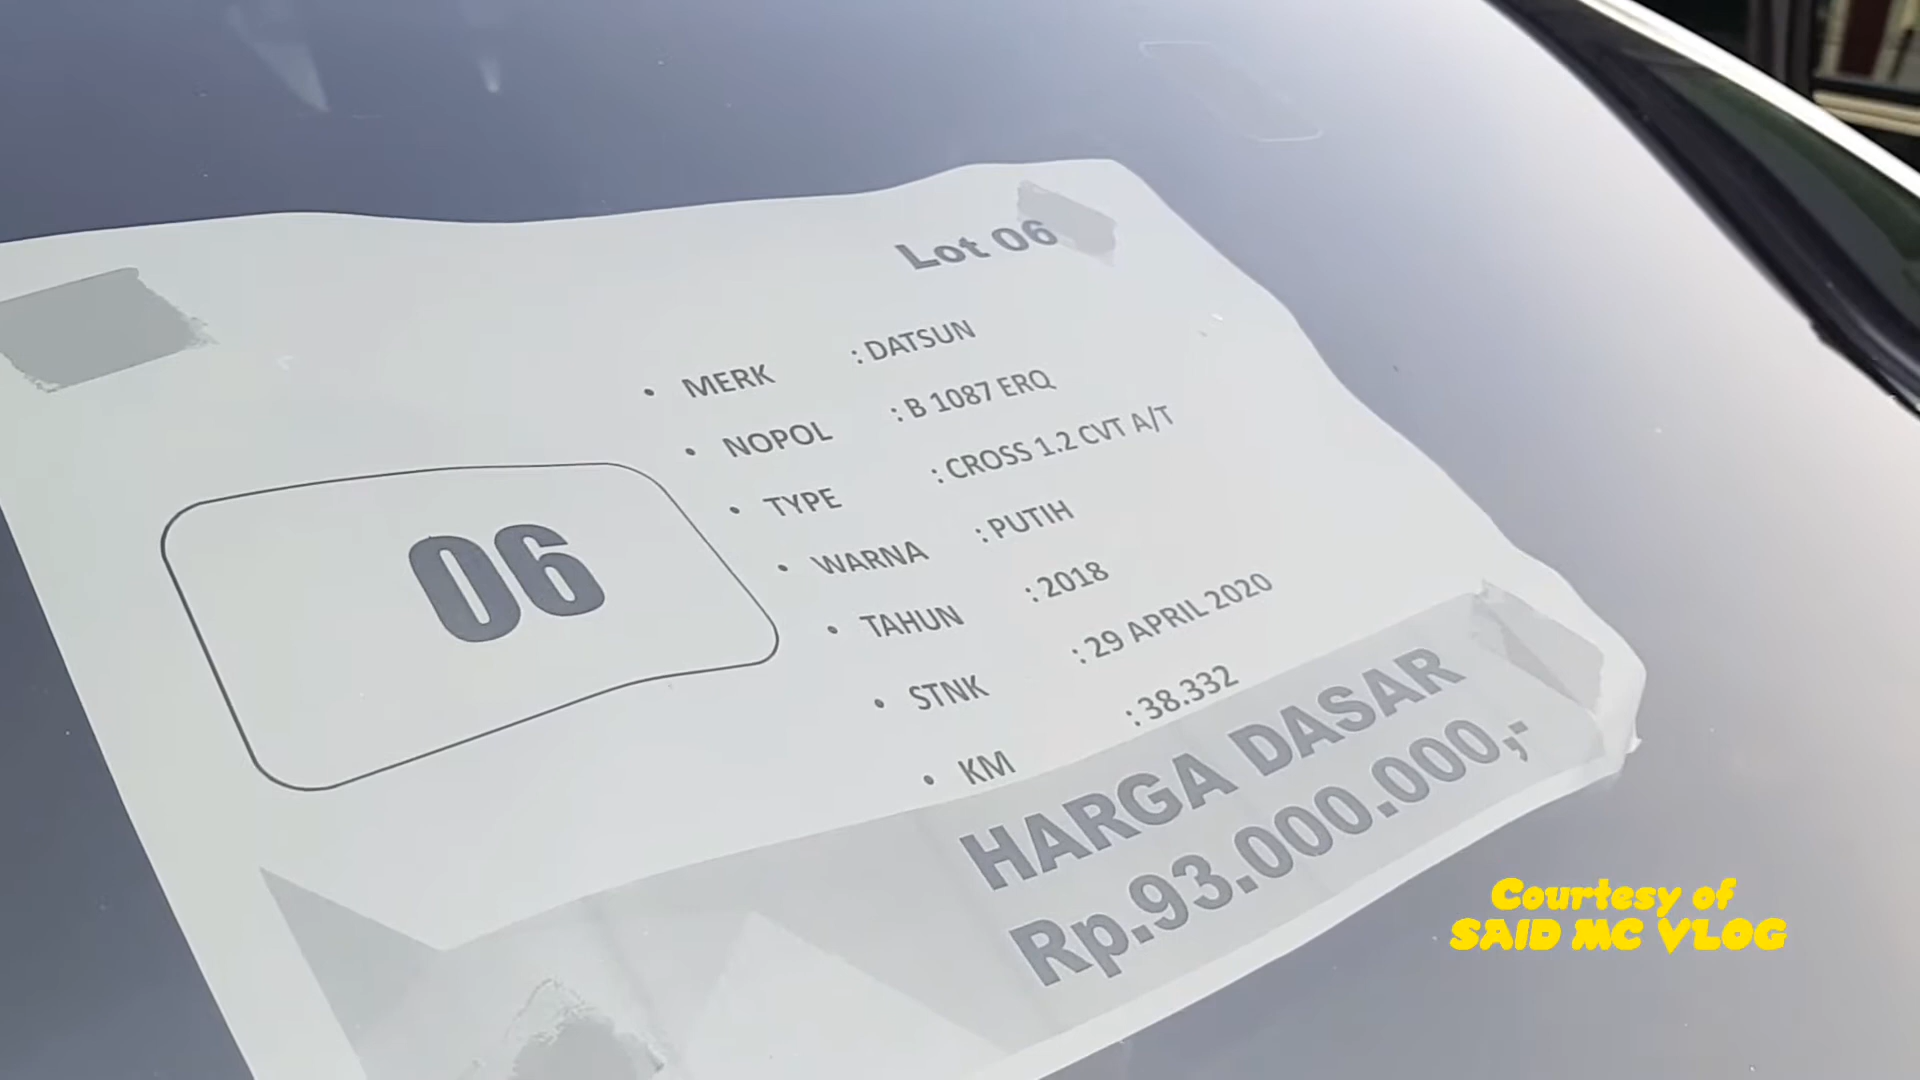 Lot 06
• MERK : DATSUN
• NOPOL : B 1087 ERQ
• TYPE : CROSS 1.2 CVT A/T
• WARNA : PUTIH
• TAHUN : 2018
• STNK : 29 APRIL 2020
• KM : 38.332
06
HARGA DASAR
Rp.93.000.000,-
Courtesy of
SAID MC VLOG